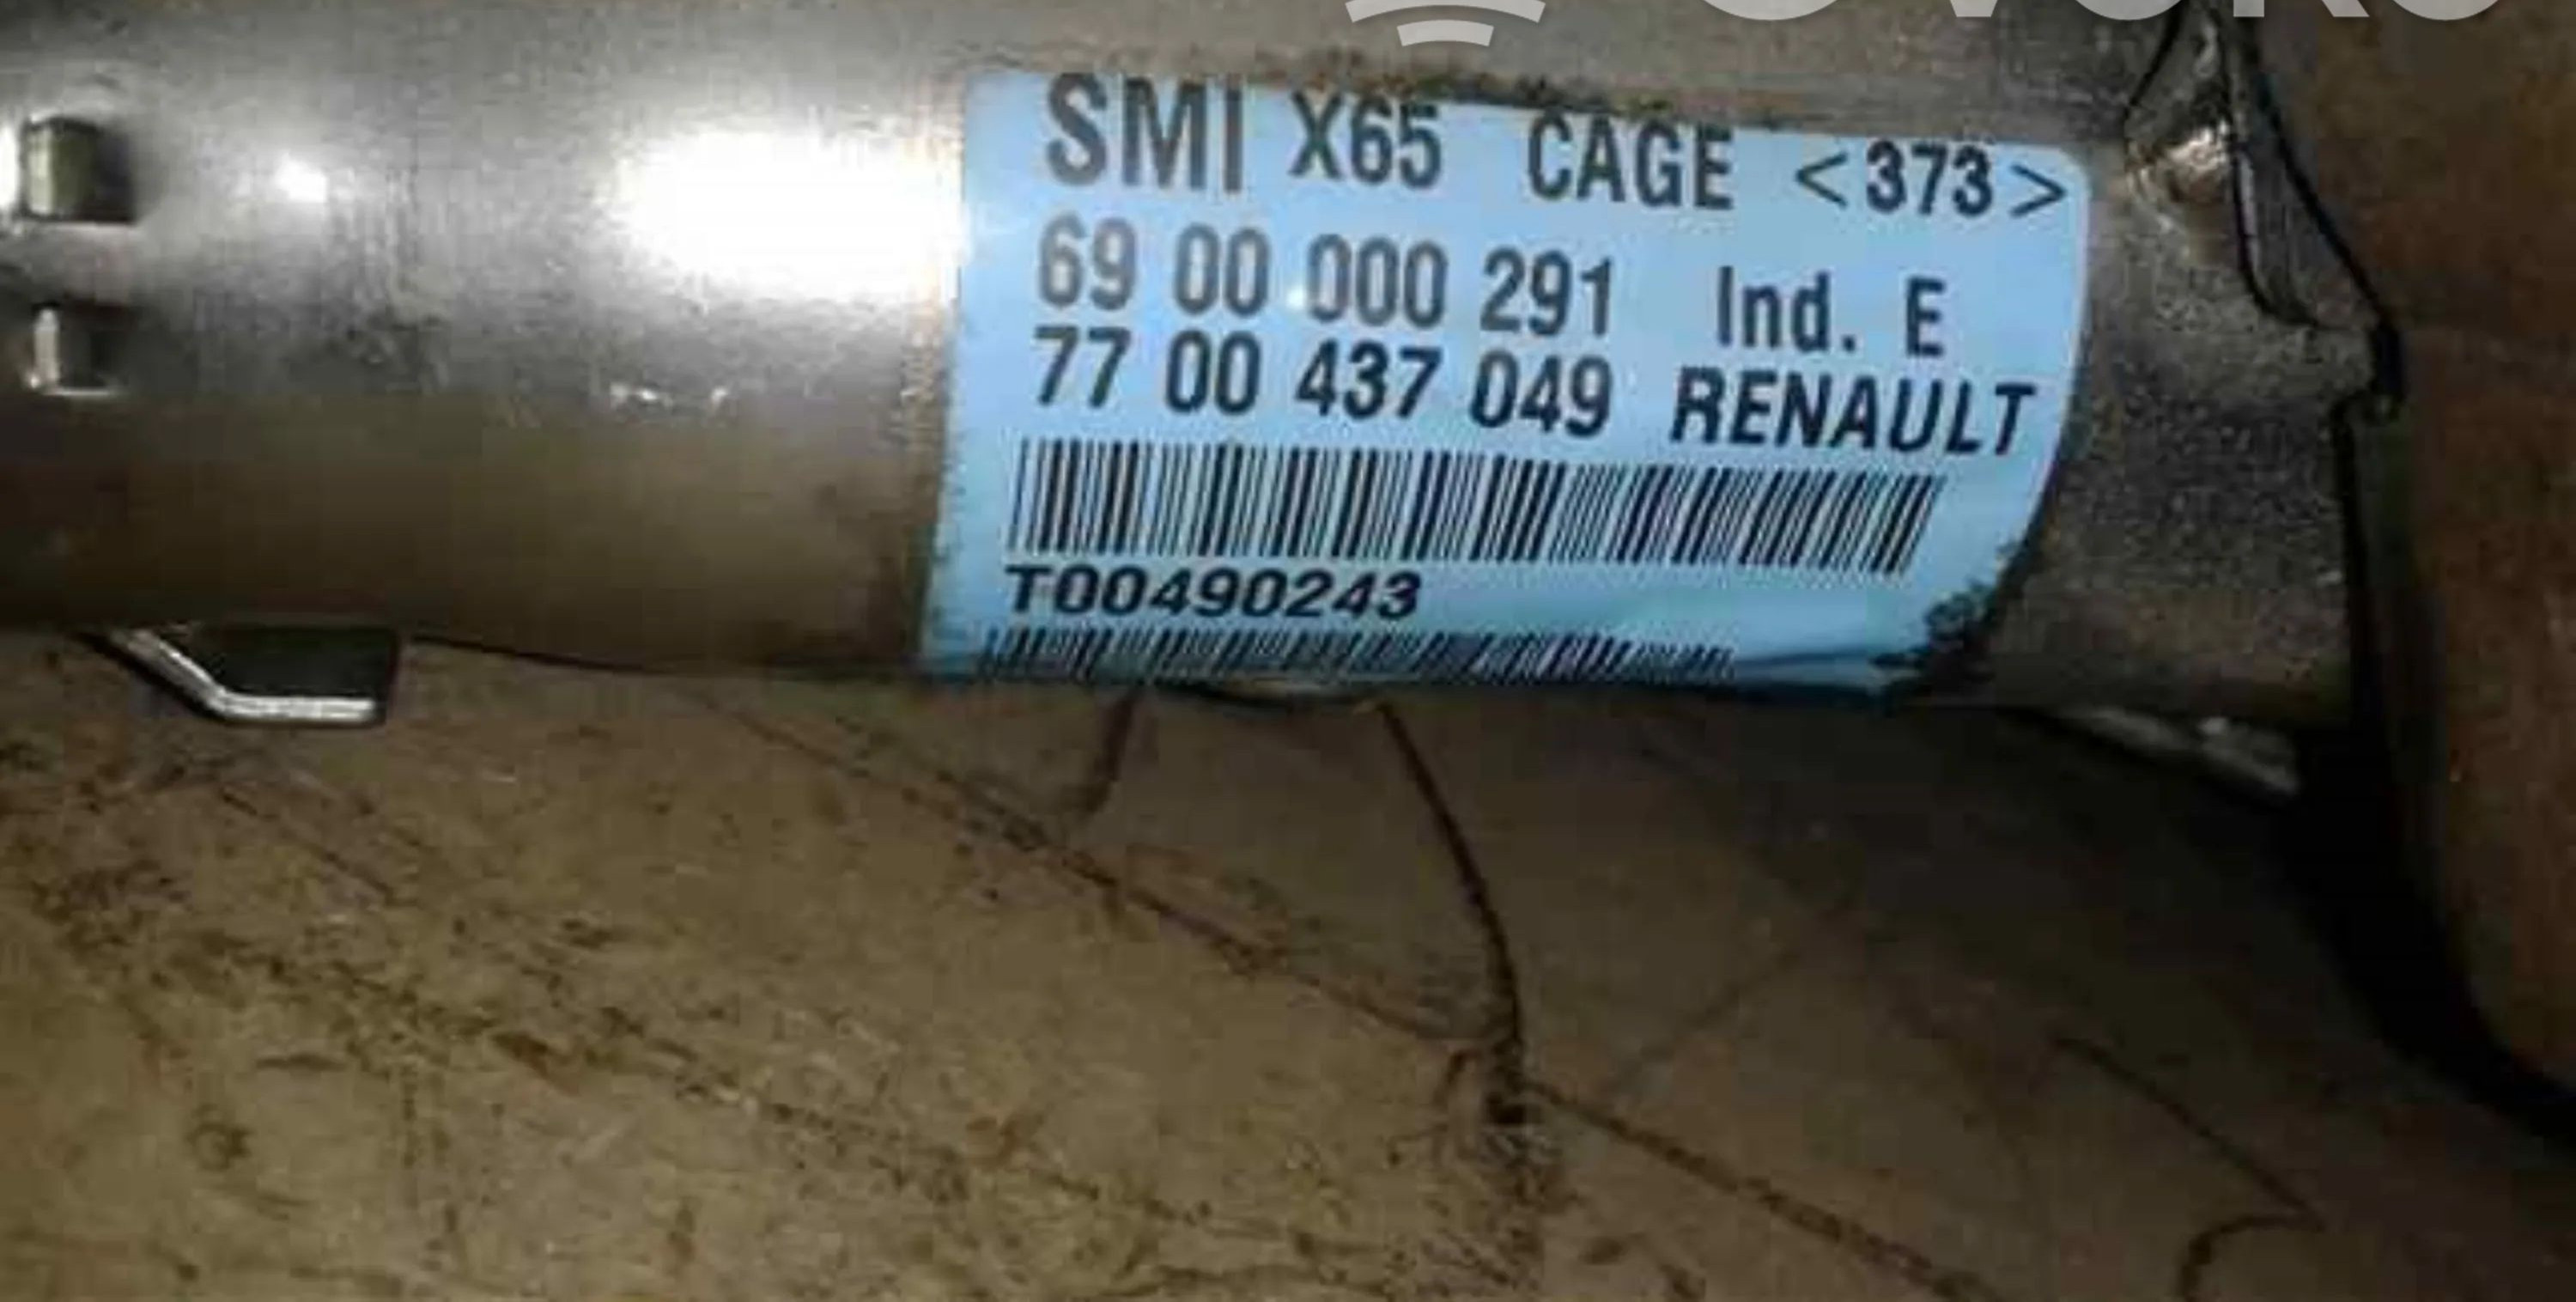 SMI X65 CAGE <373>
69 00 000 291 Ind. E
77 00 437 049 RENAULT
T00490243